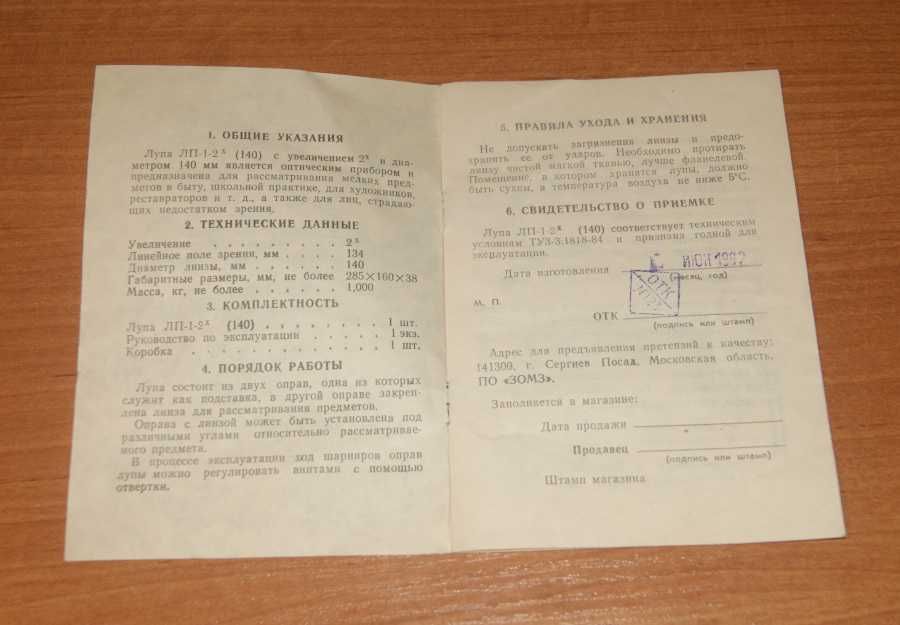 1. ОБЩИЕ УКАЗАНИЯ
Лупа ЛП-1-2ˣ (140) с увеличением 2ˣ и диа-
метром 140 мм является оптическим прибором и
предназначена для рассматривания мелких пред-
метов в быту, школьной практике, для художников,
реставраторов и т. д., а также для лиц, страдаю-
щих недостатком зрения.
2. ТЕХНИЧЕСКИЕ ДАННЫЕ
Увеличение . . . . . . . . . 2ˣ
Линейное поле зрения, мм . . . . 134
Диаметр линзы, мм . . . . . . 140
Габаритные размеры, мм, не более 285×160×38
Масса, кг, не более . . . . . . 1,000
3. КОМПЛЕКТНОСТЬ
Лупа ЛП-1-2ˣ (140) . . . . . . . . 1 шт.
Руководство по эксплуатации . . . . . 1 экз.
Коробка . . . . . . . . . . . . 1 шт.
4. ПОРЯДОК РАБОТЫ
Лупа состоит из двух оправ, одна из которых
служит как подставка, в другой оправе закреп-
лена линза для рассматривания предметов.
Оправа с линзой может быть установлена под
различными углами относительно рассматривае-
мого предмета.
В процессе эксплуатации ход шарниров оправ
лупы можно регулировать винтами с помощью
отвертки.
5. ПРАВИЛА УХОДА И ХРАНЕНИЯ
Не допускать загрязнения линзы и предо-
хранять ее от ударов. Необходимо протирать
линзу чистой мягкой тканью, лучше фланелевой.
Помещение, в котором хранятся лупы, должно
быть сухим, а температура воздуха не ниже 5°С.
6. СВИДЕТЕЛЬСТВО О ПРИЕМКЕ
Лупа ЛП-1-2ˣ (140) соответствует техническим
условиям ТУ3-3.1818-84 и признана годной для
эксплуатации.
Дата изготовления ИЮН 1992
(месяц, год)
М. П.
ОТК
ОТК
(подпись или штамп)
Адрес для предъявления претензий к качеству:
141300, г. Сергиев Посад, Московская область,
ПО «ЗОМЗ».
Заполняется в магазине:
Дата продажи
Продавец
(подпись или штамп)
Штамп магазина